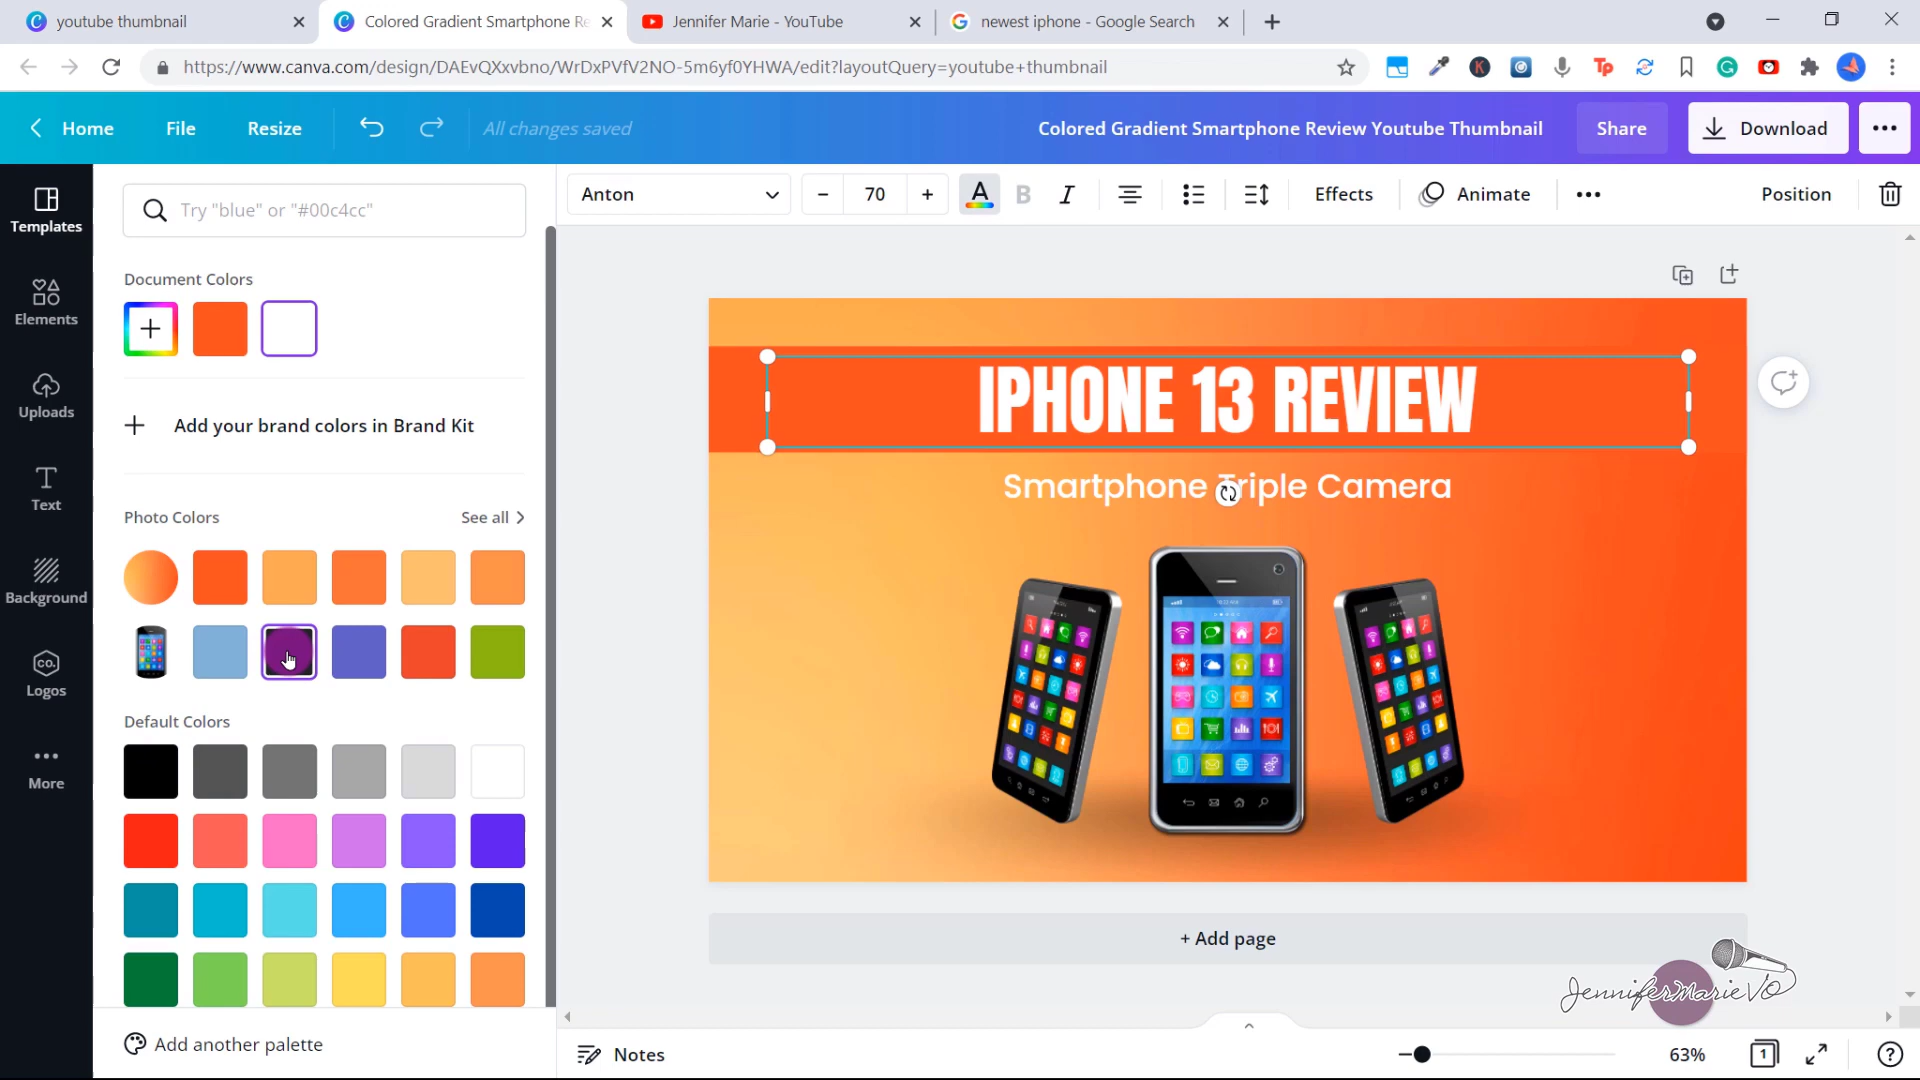 youtube thumbnail
Colored Gradient Smartphone Re
Jennifer Marie - YouTube
newest iphone - Google Search
https://www.canva.com/design/DAEvQXxvbno/WrDxPVfV2NO-5m6yf0YHWA/edit?layoutQuery=youtube+thumbnail
Home
File
Resize
All changes saved
Colored Gradient Smartphone Review Youtube Thumbnail
Share
Download
Templates
Elements
Uploads
Text
Background
CO.
Logos
More
Try "blue" or "#00c4cc"
Document Colors
Add your brand colors in Brand Kit
Photo Colors
See all
Default Colors
Add another palette
Anton
70
A
B
I
Effects
Animate
Position
IPHONE 13 REVIEW
Smartphone Triple Camera
+ Add page
JenniferMarieVO
Notes
63%
1